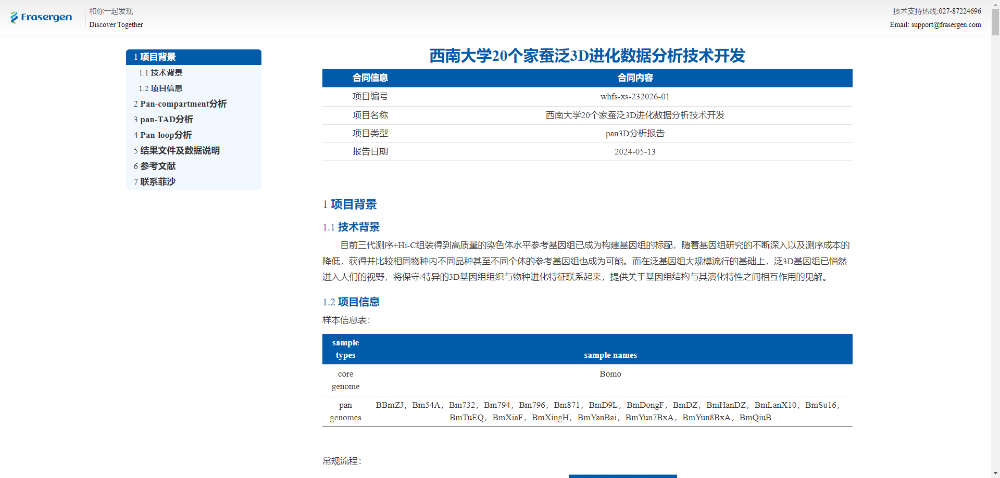 Frasergen
和你一起发现
Discover Together
技术支持热线:027-87224696
Email: support@frasergen.com
1 项目背景
1.1 技术背景
1.2 项目信息
2 Pan-compartment分析
3 pan-TAD分析
4 Pan-loop分析
5 结果文件及数据说明
6 参考文献
7 联系菲沙
西南大学20个家蚕泛3D进化数据分析技术开发
合同信息 合同内容
项目编号 whfs-xs-232026-01
项目名称 西南大学20个家蚕泛3D进化数据分析技术开发
项目类型 pan3D分析报告
报告日期 2024-05-13
1 项目背景
1.1 技术背景
目前三代测序+Hi-C组装得到高质量的染色体水平参考基因组已成为构建基因组的标配，随着基因组研究的不断深入以及测序成本的
降低，获得并比较相同物种内不同品种甚至不同个体的参考基因组也成为可能。而在泛基因组大规模流行的基础上，泛3D基因组已悄然
进入人们的视野，将保守/特异的3D基因组组织与物种进化特征联系起来，提供关于基因组结构与其演化特性之间相互作用的见解。
1.2 项目信息
样本信息表：
sample
types sample names
core Bomo
genome
pan BBmZJ，Bm54A，Bm732，Bm794，Bm796，Bm871，BmD9L，BmDongF，BmDZ，BmHanDZ，BmLanX10，BmSu16，
genomes BmTuEQ，BmXiaF，BmXingH，BmYanBai，BmYun7BxA，BmYun8BxA，BmQiuB
常规流程：